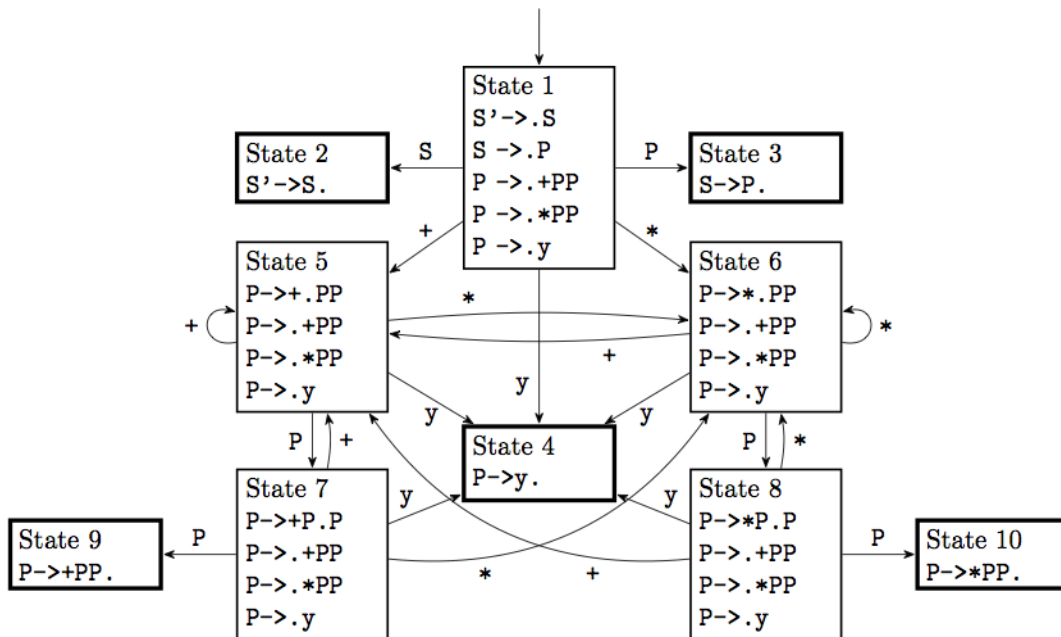 State 1
S'->.S
S ->.P
P ->.+PP
P ->.*PP
P ->.y
State 2
S'->S.
S
P
State 3
S->P.
+
*
State 5
P->+.PP
P->.+PP
P->.*PP
P->.y
State 6
P->*.PP
P->.+PP
P->.*PP
P->.y
+
*
+
*
y
y
y
State 4
P->y.
P
+
P
*
State 7
P->+P.P
P->.+PP
P->.*PP
P->.y
y
y
State 8
P->*P.P
P->.+PP
P->.*PP
P->.y
State 9
P->+PP.
P
*
+
P
State 10
P->*PP.